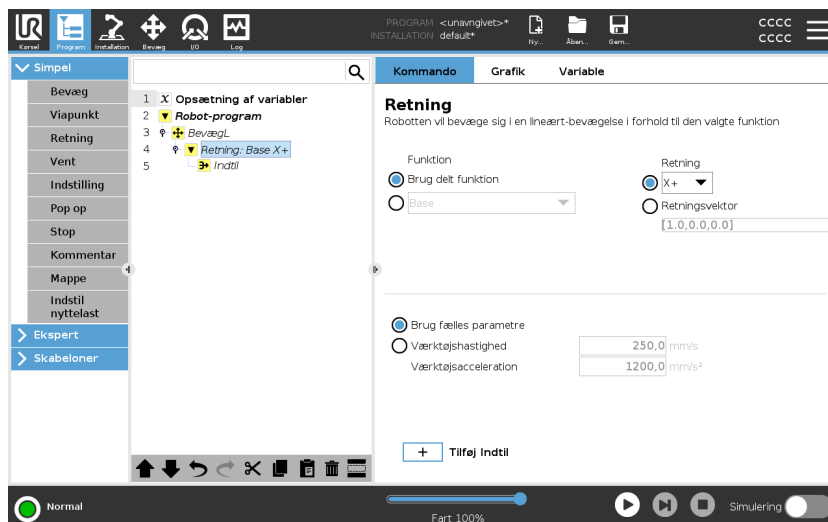 UR
Kørsel
Program
Installation
Bevæg
I/O
Log
PROGRAM <unavngivet>*
INSTALLATION default*
Ny...
Åben...
Gem...
CCCC
CCCC
Simpel
Bevæg
Viapunkt
Retning
Vent
Indstilling
Pop op
Stop
Kommentar
Mappe
Indstil
nyttelast
Ekspert
Skabeloner
1 X Opsætning af variabler
2 Robot-program
3 BevægL
4 Retning: Base X+
5 Indtil
Kommando Grafik Variable
Retning
Robotten vil bevæge sig i en lineært-bevægelse i forhold til den valgte funktion
Funktion
Brug delt funktion
Base
Retning
X+
Retningsvektor
[1.0,0.0,0.0]
Brug fælles parametre
Værktøjshastighed 250,0 mm/s
Værktøjsacceleration 1200,0 mm/s²
+ Tilføj Indtil
Normal
Fart 100%
Simulering